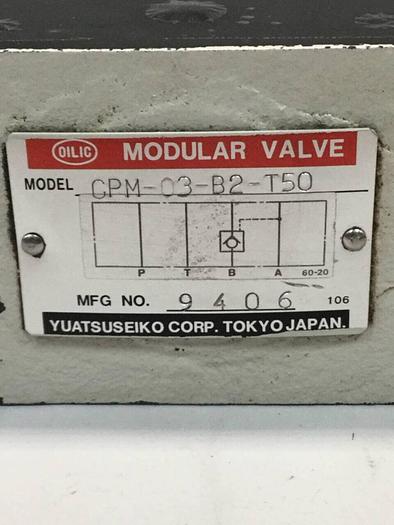 OILIC MODULAR VALVE
MODEL CPM-03-B2-T50
P T B A 60-20
MFG NO. 9406 106
YUATSUSEIKO CORP. TOKYO JAPAN.